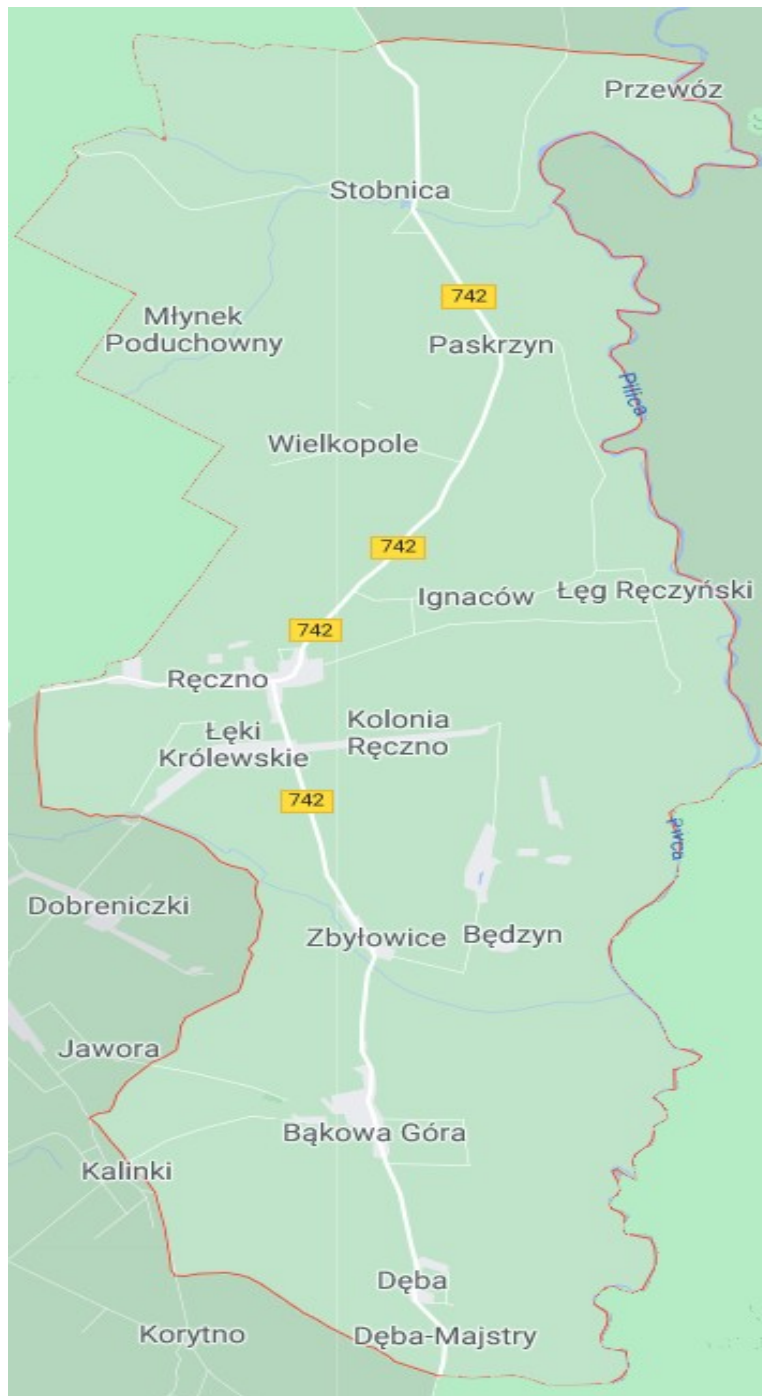 Przewóz
Stobnica
742
Młynek
Poduchowny
Paskrzyn
Pilica
Wielkopole
742
Ignaców
Łęg Ręczyński
742
Ręczno
Łęki
Królewskie
Kolonia
Ręczno
742
Dobreniczki
Zbyłowice
Będzyn
Jawora
Bąkowa Góra
Kalinki
Dęba
Korytno
Dęba-Majstry